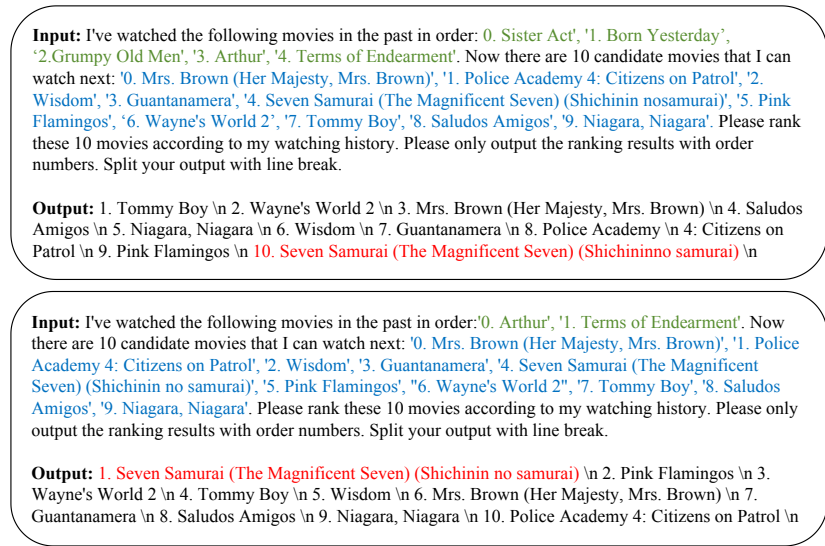 Input: I've watched the following movies in the past in order: 0. Sister Act', '1. Born Yesterday',
'2.Grumpy Old Men', '3. Arthur', '4. Terms of Endearment'. Now there are 10 candidate movies that I can
watch next: '0. Mrs. Brown (Her Majesty, Mrs. Brown)', '1. Police Academy 4: Citizens on Patrol', '2.
Wisdom', '3. Guantanamera', '4. Seven Samurai (The Magnificent Seven) (Shichinin nosamurai)', '5. Pink
Flamingos', ‘6. Wayne's World 2’, '7. Tommy Boy', '8. Saludos Amigos', '9. Niagara, Niagara'. Please rank
these 10 movies according to my watching history. Please only output the ranking results with order
numbers. Split your output with line break.
Output: 1. Tommy Boy \n 2. Wayne's World 2 \n 3. Mrs. Brown (Her Majesty, Mrs. Brown) \n 4. Saludos
Amigos \n 5. Niagara, Niagara \n 6. Wisdom \n 7. Guantanamera \n 8. Police Academy \n 4: Citizens on
Patrol \n 9. Pink Flamingos \n 10. Seven Samurai (The Magnificent Seven) (Shichininno samurai) \n
Input: I've watched the following movies in the past in order:'0. Arthur', '1. Terms of Endearment'. Now
there are 10 candidate movies that I can watch next: '0. Mrs. Brown (Her Majesty, Mrs. Brown)', '1. Police
Academy 4: Citizens on Patrol', '2. Wisdom', '3. Guantanamera', '4. Seven Samurai (The Magnificent
Seven) (Shichinin no samurai)', '5. Pink Flamingos', "6. Wayne's World 2", '7. Tommy Boy', '8. Saludos
Amigos', '9. Niagara, Niagara'. Please rank these 10 movies according to my watching history. Please only
output the ranking results with order numbers. Split your output with line break.
Output: 1. Seven Samurai (The Magnificent Seven) (Shichinin no samurai) \n 2. Pink Flamingos \n 3.
Wayne's World 2 \n 4. Tommy Boy \n 5. Wisdom \n 6. Mrs. Brown (Her Majesty, Mrs. Brown) \n 7.
Guantanamera \n 8. Saludos Amigos \n 9. Niagara, Niagara \n 10. Police Academy 4: Citizens on Patrol \n